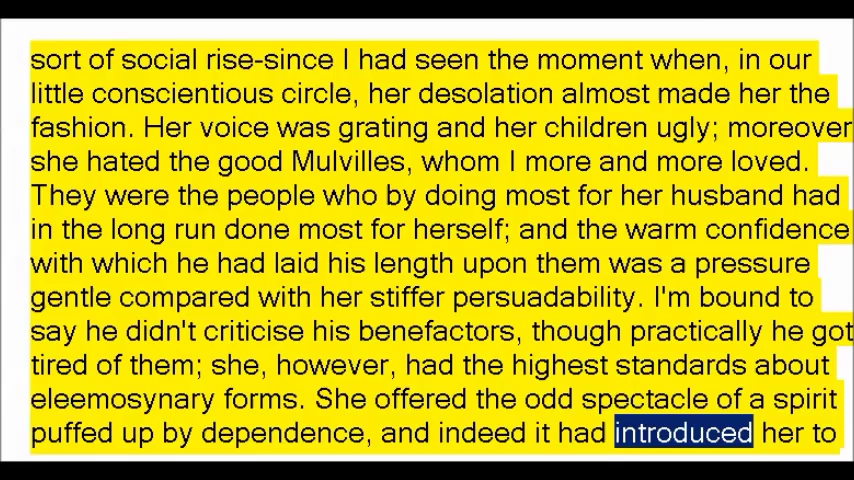 sort of social rise-since I had seen the moment when, in our
little conscientious circle, her desolation almost made her the
fashion. Her voice was grating and her children ugly; moreover
she hated the good Mulvilles, whom I more and more loved.
They were the people who by doing most for her husband had
in the long run done most for herself; and the warm confidence
with which he had laid his length upon them was a pressure
gentle compared with her stiffer persuadability. I'm bound to
say he didn't criticise his benefactors, though practically he got
tired of them; she, however, had the highest standards about
eleemosynary forms. She offered the odd spectacle of a spirit
puffed up by dependence, and indeed it had introduced her to